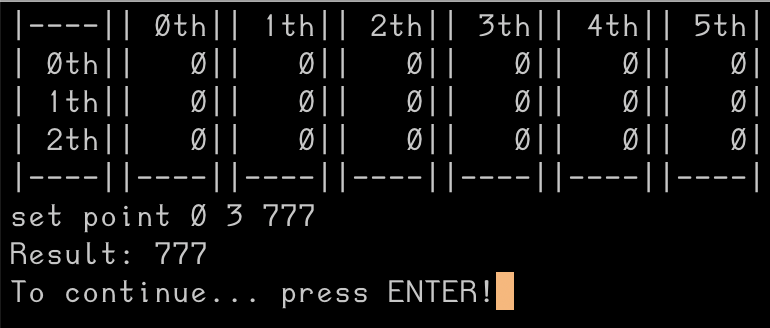 |----|| 0th|| 1th|| 2th|| 3th|| 4th|| 5th|
| 0th||   0||   0||   0||   0||   0||   0|
| 1th||   0||   0||   0||   0||   0||   0|
| 2th||   0||   0||   0||   0||   0||   0|
|----||----||----||----||----||----||----|
set point 0 3 777
Result: 777
To continue... press ENTER!